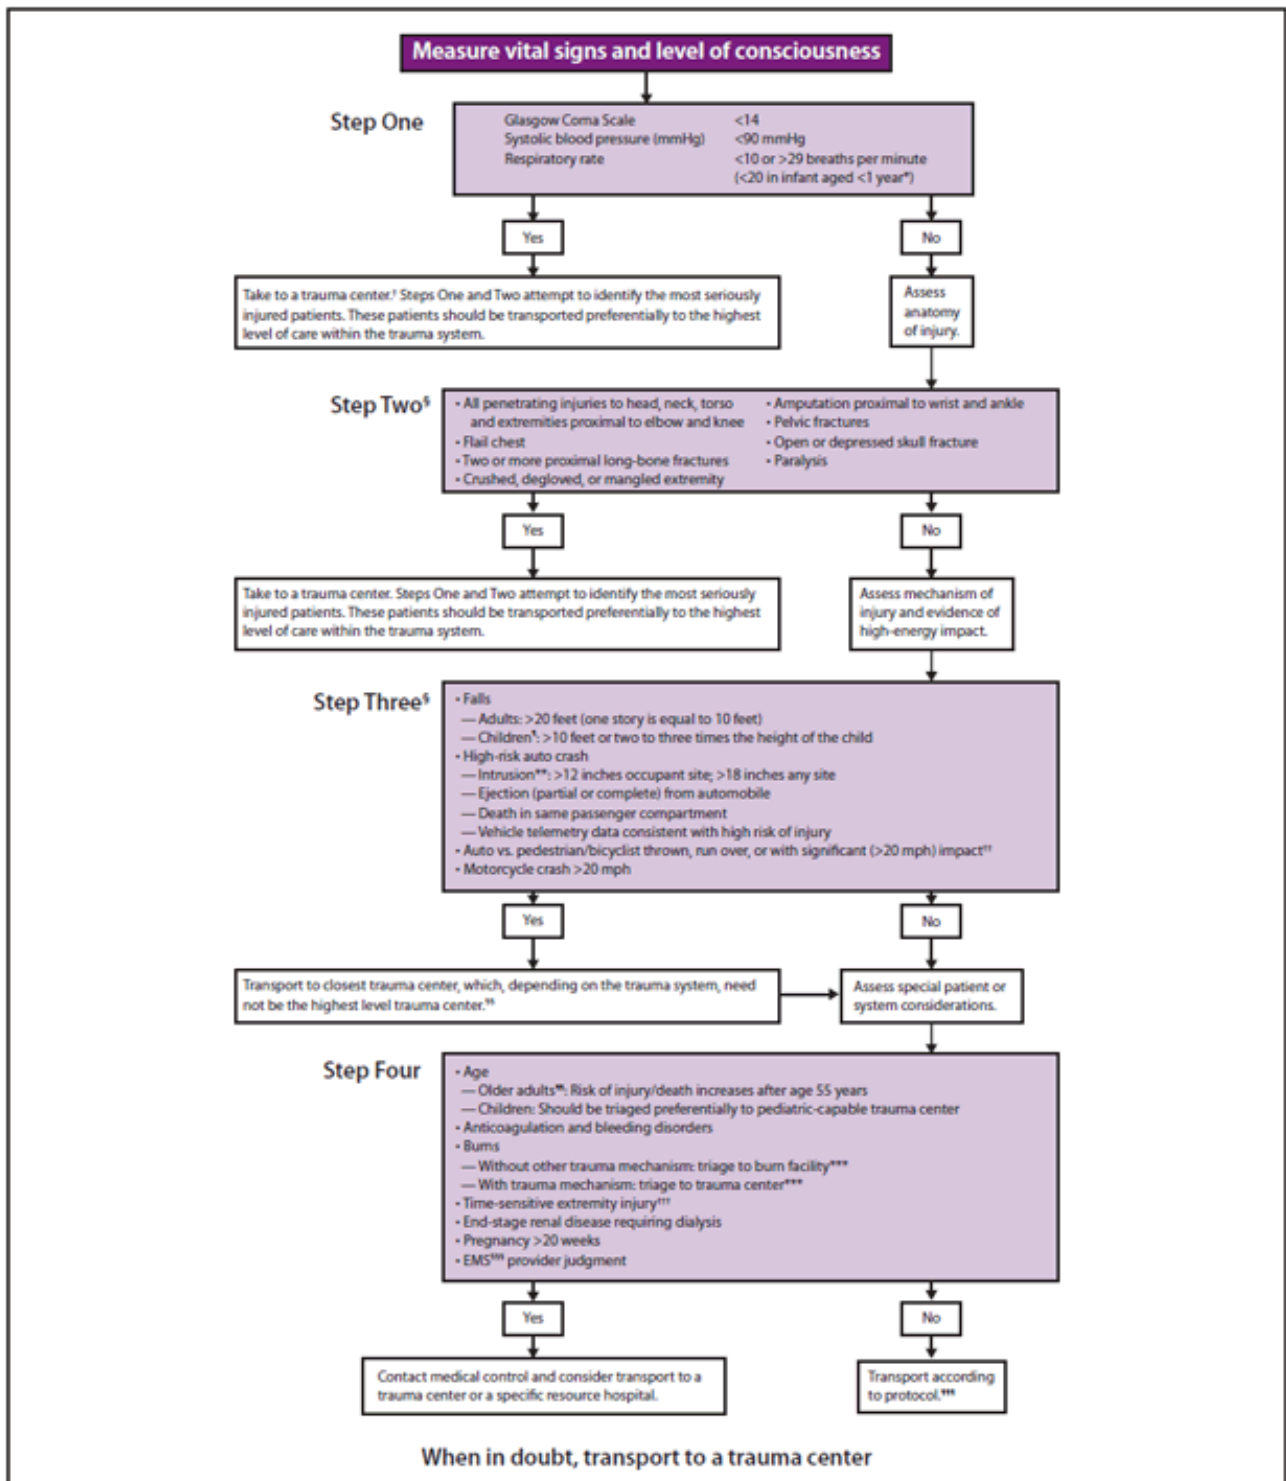 Measure vital signs and level of consciousness
Step One
Glasgow Coma Scale <14
Systolic blood pressure (mmHg) <90 mmHg
Respiratory rate <10 or >29 breaths per minute
(<20 in infant aged <1 year*)
Yes
No
Take to a trauma center.† Steps One and Two attempt to identify the most seriously
injured patients. These patients should be transported preferentially to the highest
level of care within the trauma system.
Assess
anatomy
of injury.
Step Two§
• All penetrating injuries to head, neck, torso
and extremities proximal to elbow and knee
• Flail chest
• Two or more proximal long-bone fractures
• Crushed, degloved, or mangled extremity
• Amputation proximal to wrist and ankle
• Pelvic fractures
• Open or depressed skull fracture
• Paralysis
Yes
No
Take to a trauma center. Steps One and Two attempt to identify the most seriously
injured patients. These patients should be transported preferentially to the highest
level of care within the trauma system.
Assess mechanism of
injury and evidence of
high-energy impact.
Step Three§
• Falls
— Adults: >20 feet (one story is equal to 10 feet)
— Children¶: >10 feet or two to three times the height of the child
• High-risk auto crash
— Intrusion**: >12 inches occupant site; >18 inches any site
— Ejection (partial or complete) from automobile
— Death in same passenger compartment
— Vehicle telemetry data consistent with high risk of injury
• Auto vs. pedestrian/bicyclist thrown, run over, or with significant (>20 mph) impact††
• Motorcycle crash >20 mph
Yes
No
Transport to closest trauma center, which, depending on the trauma system, need
not be the highest level trauma center.§§
Assess special patient or
system considerations.
Step Four
• Age
— Older adults¶¶: Risk of injury/death increases after age 55 years
— Children: Should be triaged preferentially to pediatric-capable trauma center
• Anticoagulation and bleeding disorders
• Burns
— Without other trauma mechanism: triage to burn facility***
— With trauma mechanism: triage to trauma center***
• Time-sensitive extremity injury†††
• End-stage renal disease requiring dialysis
• Pregnancy >20 weeks
• EMS§§§ provider judgment
Yes
No
Contact medical control and consider transport to a
trauma center or a specific resource hospital.
Transport according
to protocol.¶¶¶
When in doubt, transport to a trauma center